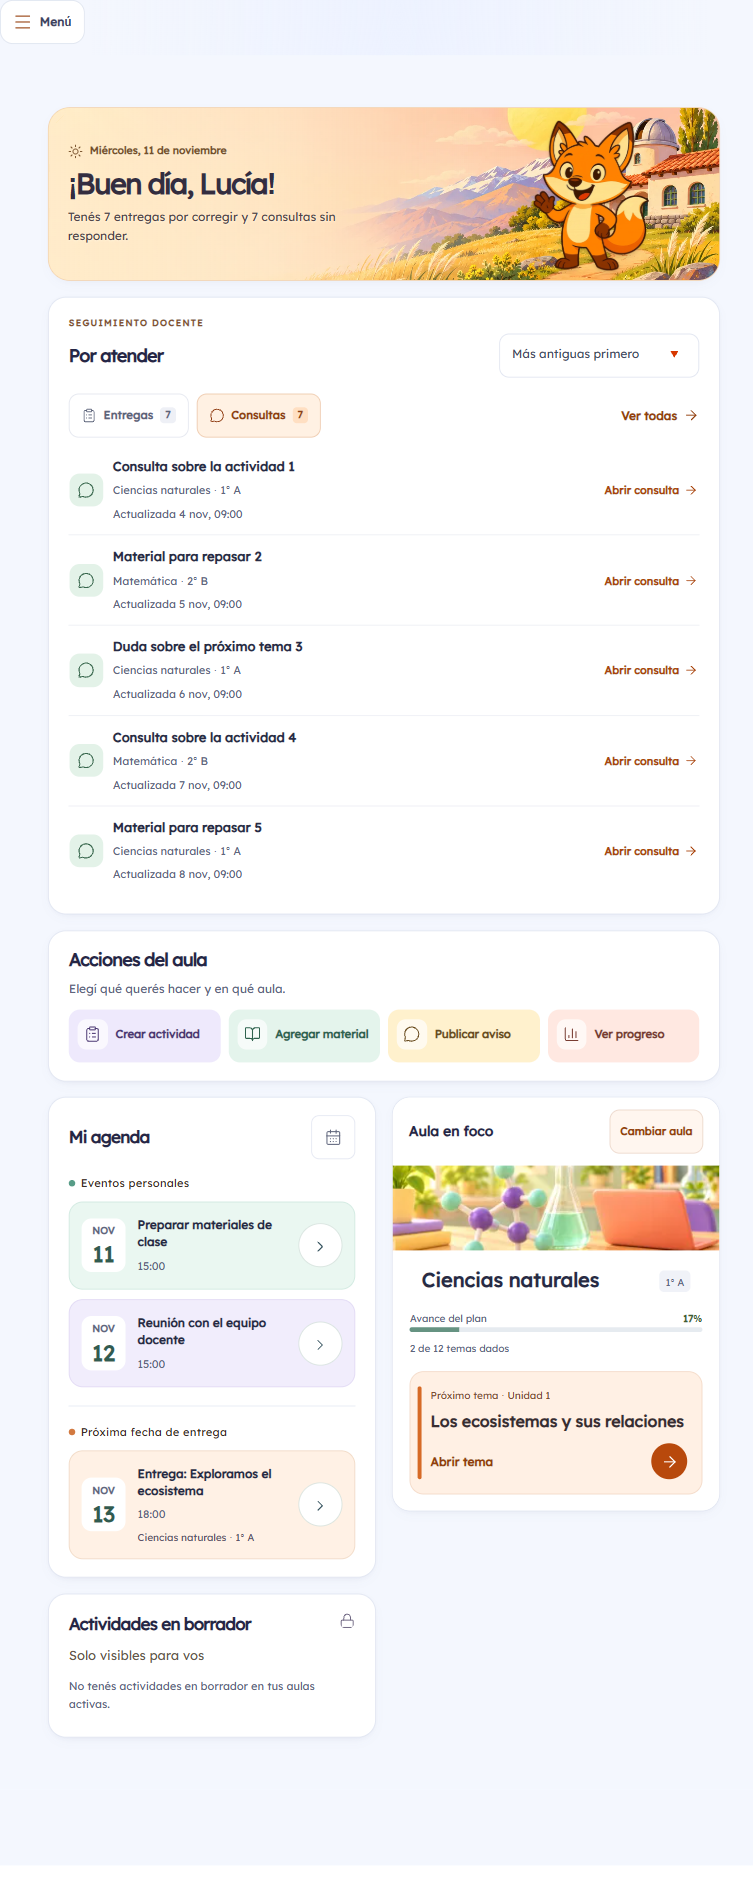 Menú
Miércoles, 11 de noviembre
¡Buen día, Lucía!
Tenés 7 entregas por corregir y 7 consultas sin
responder.
SEGUIMIENTO DOCENTE
Por atender
Más antiguas primero
Entregas 7
Consultas 7
Ver todas
Consulta sobre la actividad 1
Ciencias naturales · 1° A
Actualizada 4 nov, 09:00
Abrir consulta
Material para repasar 2
Matemática · 2° B
Actualizada 5 nov, 09:00
Abrir consulta
Duda sobre el próximo tema 3
Ciencias naturales · 1° A
Actualizada 6 nov, 09:00
Abrir consulta
Consulta sobre la actividad 4
Matemática · 2° B
Actualizada 7 nov, 09:00
Abrir consulta
Material para repasar 5
Ciencias naturales · 1° A
Actualizada 8 nov, 09:00
Abrir consulta
Acciones del aula
Elegí qué querés hacer y en qué aula.
Crear actividad
Agregar material
Publicar aviso
Ver progreso
Mi agenda
Eventos personales
NOV
11
Preparar materiales de
clase
15:00
NOV
12
Reunión con el equipo
docente
15:00
Próxima fecha de entrega
NOV
13
Entrega: Exploramos el
ecosistema
18:00
Ciencias naturales · 1° A
Aula en foco
Cambiar aula
Ciencias naturales
1° A
Avance del plan
17%
2 de 12 temas dados
Próximo tema · Unidad 1
Los ecosistemas y sus relaciones
Abrir tema
Actividades en borrador
Solo visibles para vos
No tenés actividades en borrador en tus aulas
activas.